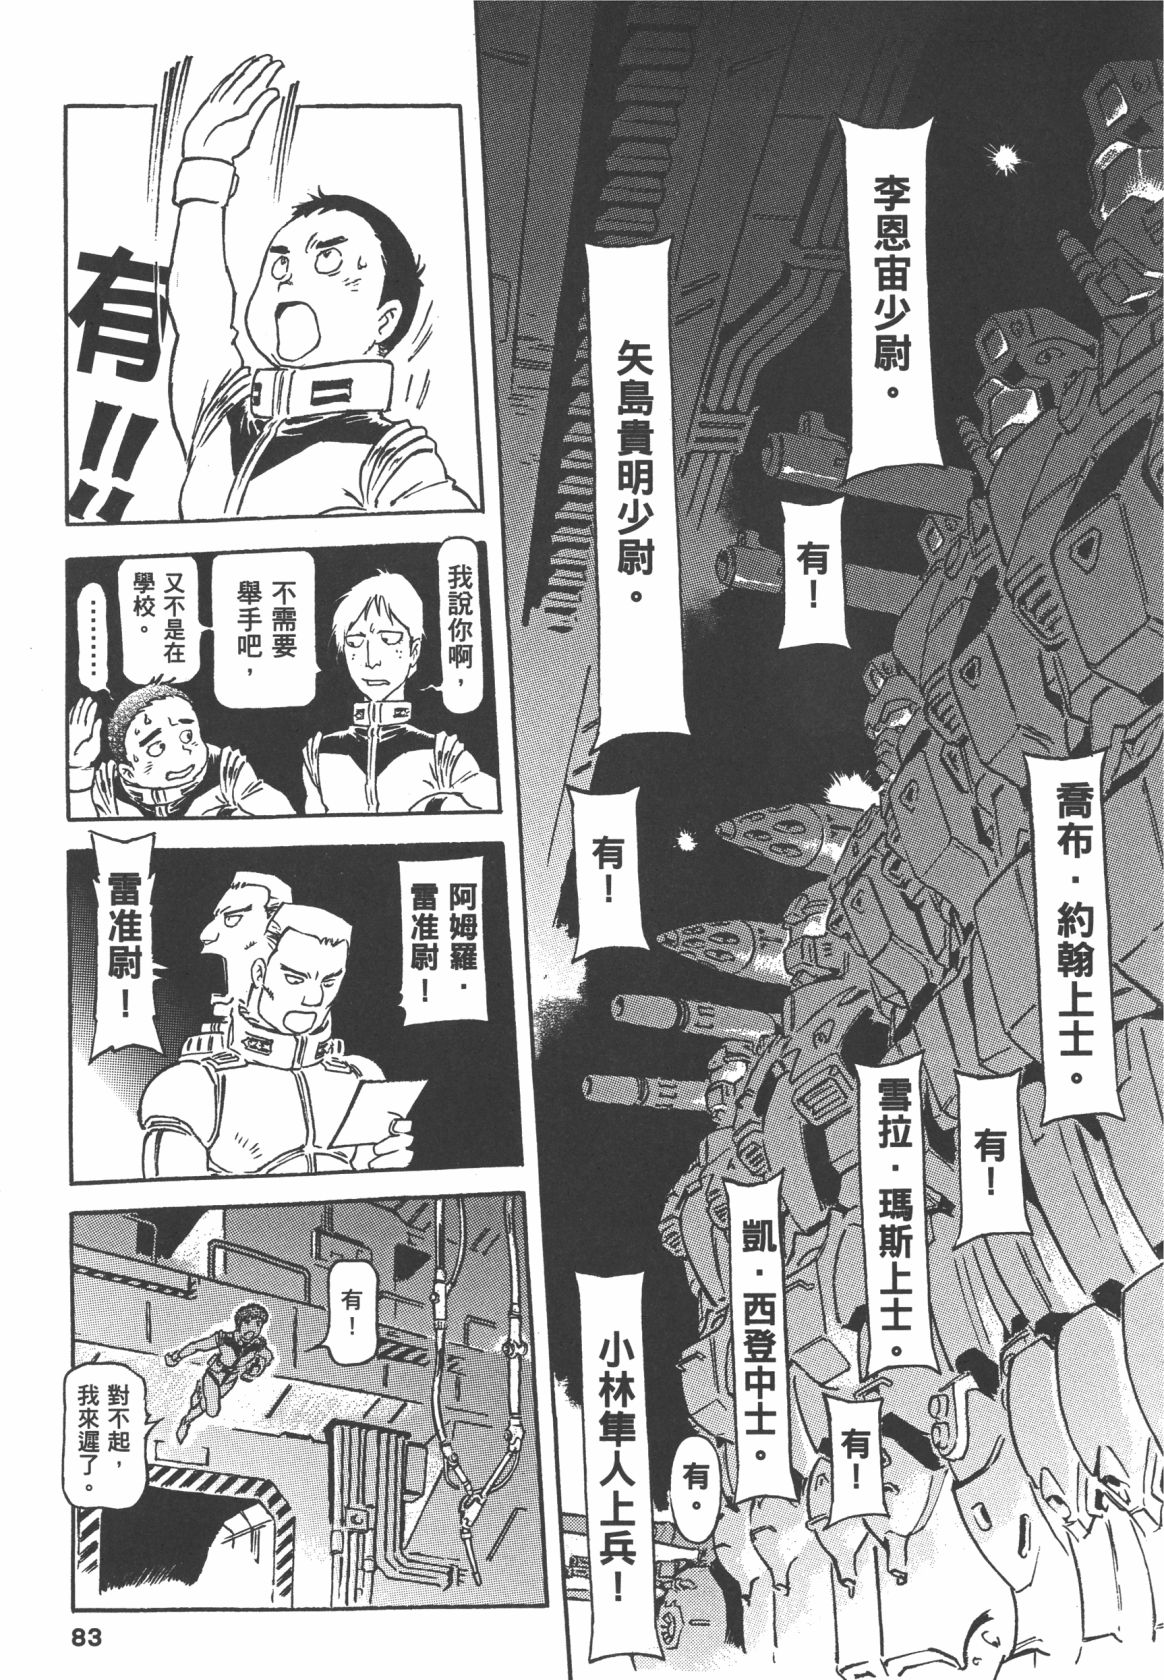 李恩宙少尉。
有！
矢島貴明少尉。
有！
喬布・約翰上士。
有！
雪拉・瑪斯上士。
有！
凱・西登中士。
有。
小林隼人上兵！
有!!!!
我說你啊，
不需要
舉手吧，
又不是在
學校。
………
阿姆羅・
雷准尉！
雷准尉！
有！
對不起，
我來遲了。
83